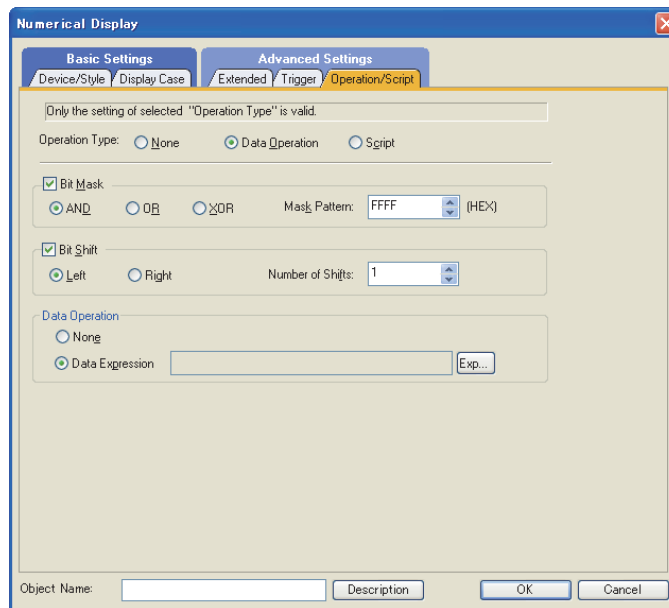 Numerical Display
Basic Settings Advanced Settings
Device/Style Display Case Extended Trigger Operation/Script
Only the setting of selected "Operation Type" is valid.
Operation Type: None Data Operation Script
Bit Mask
AND OR XOR Mask Pattern: FFFF (HEX)
Bit Shift
Left Right Number of Shifts: 1
Data Operation
None
Data Expression Exp...
Object Name: Description OK Cancel